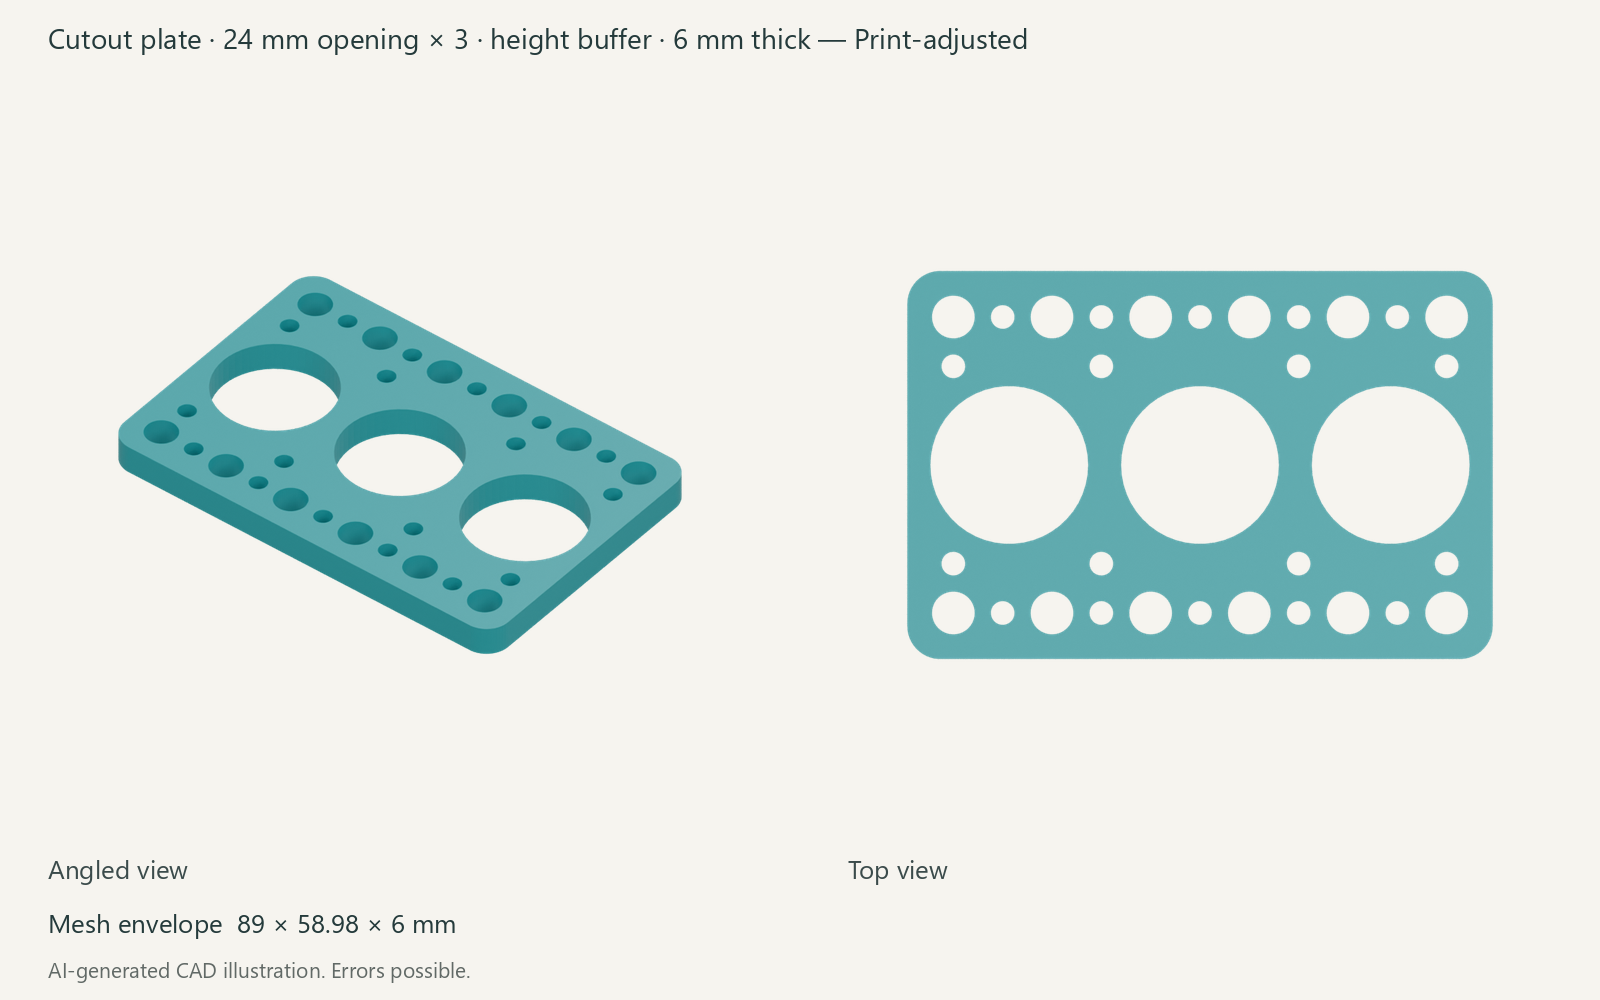 Cutout plate · 24 mm opening × 3 · height buffer · 6 mm thick — Print-adjusted
Angled view
Top view
Mesh envelope  89 × 58.98 × 6 mm
AI-generated CAD illustration. Errors possible.